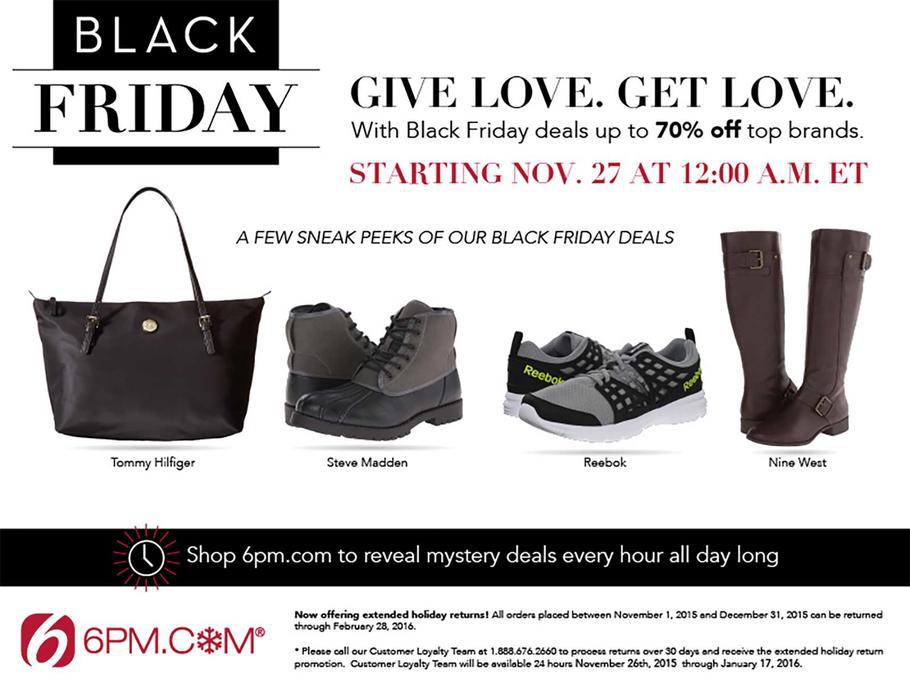 BLACK
FRIDAY
GIVE LOVE. GET LOVE.
With Black Friday deals up to 70% off top brands.
STARTING NOV. 27 AT 12:00 A.M. ET
A FEW SNEAK PEEKS OF OUR BLACK FRIDAY DEALS
Reebok
Reebok
Tommy Hilfiger
Steve Madden
Reebok
Nine West
Shop 6pm.com to reveal mystery deals every hour all day long
6 6PM.COM®
Now offering extended holiday returns! All orders placed between November 1, 2015 and December 31, 2015 can be returned
through February 28, 2016.
* Please call our Customer Loyalty Team at 1.888.676.2660 to process returns over 30 days and receive the extended holiday return
promotion. Customer Loyalty Team will be available 24 hours November 26th, 2015 through January 17, 2016.